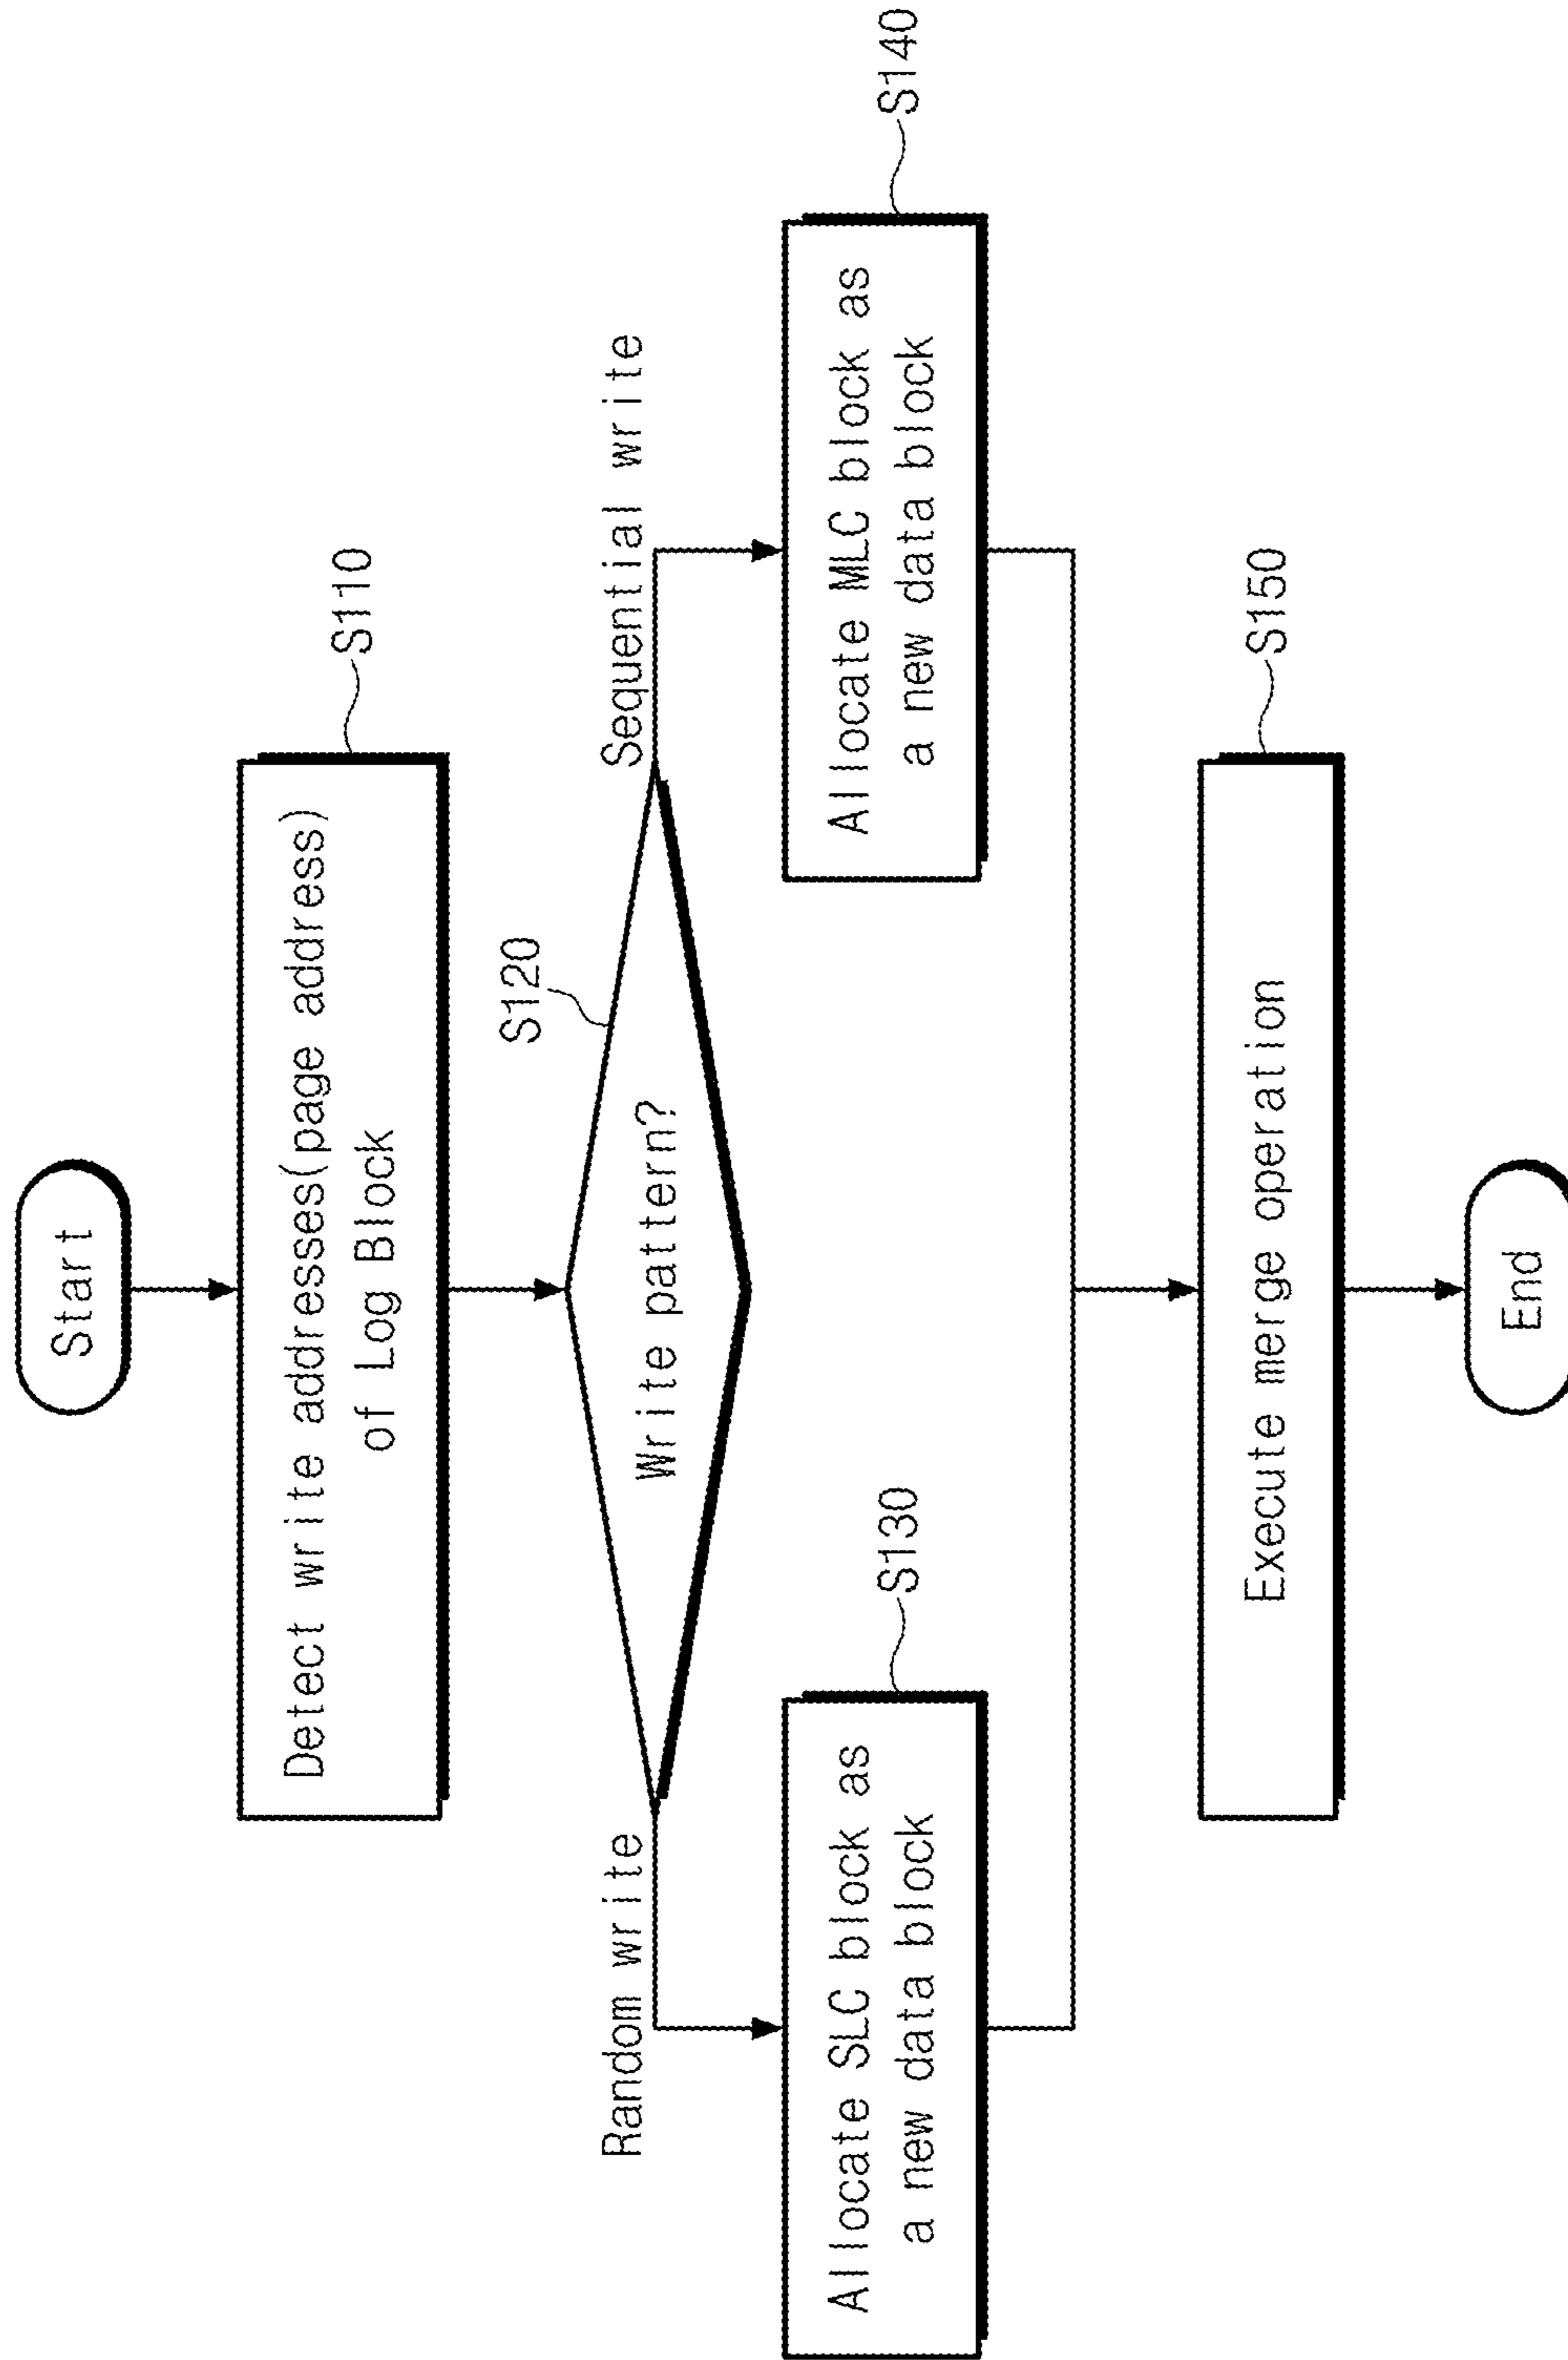 Start
Detect write addresses(page address)
of Log Block
S110
Write pattern?
S120
Random write
Sequential write
Allocate SLC block as
a new data block
S130
Allocate MLC block as
a new data block
S140
Execute merge operation
S150
End